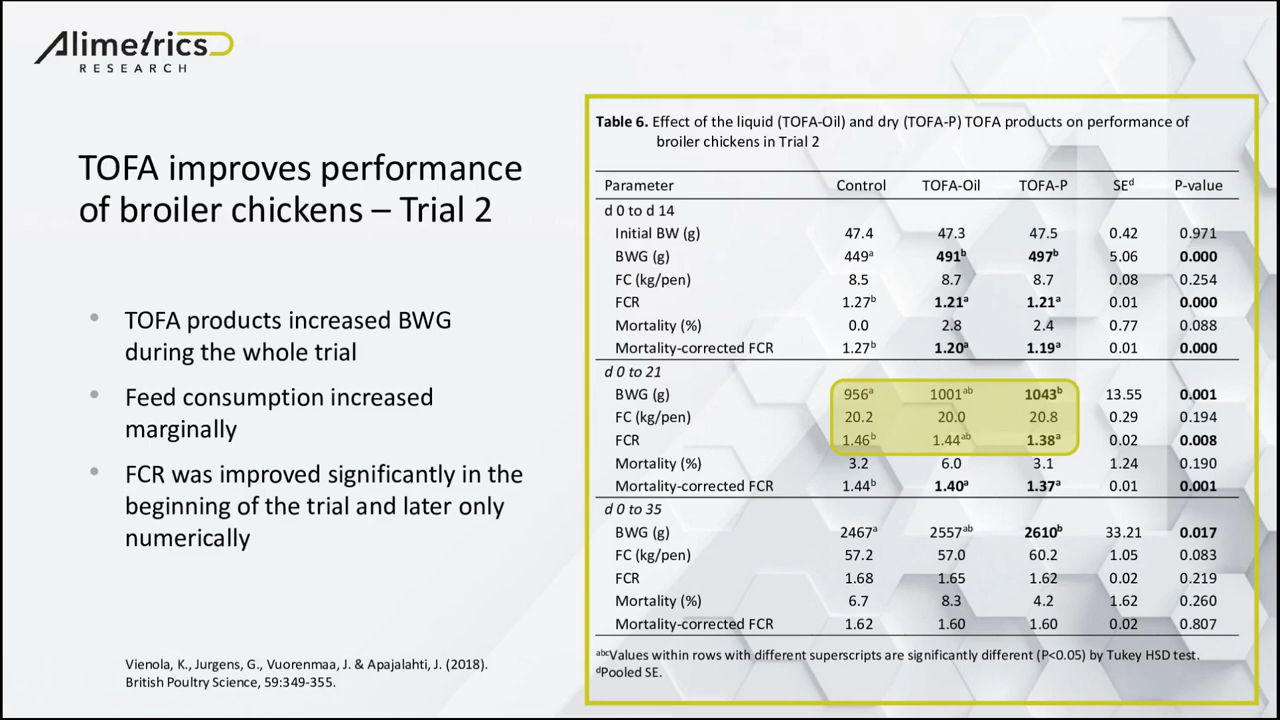 Alimetrics
RESEARCH
TOFA improves performance
of broiler chickens – Trial 2
• TOFA products increased BWG
during the whole trial
• Feed consumption increased
marginally
• FCR was improved significantly in the
beginning of the trial and later only
numerically
Vienola, K., Jurgens, G., Vuorenmaa, J. & Apajalahti, J. (2018).
British Poultry Science, 59:349-355.
Table 6. Effect of the liquid (TOFA-Oil) and dry (TOFA-P) TOFA products on performance of
broiler chickens in Trial 2
Parameter Control TOFA-Oil TOFA-P SEᵈ P-value
d 0 to d 14
Initial BW (g) 47.4 47.3 47.5 0.42 0.971
BWG (g) 449ᵃ 491ᵇ 497ᵇ 5.06 0.000
FC (kg/pen) 8.5 8.7 8.7 0.08 0.254
FCR 1.27ᵇ 1.21ᵃ 1.21ᵃ 0.01 0.000
Mortality (%) 0.0 2.8 2.4 0.77 0.088
Mortality-corrected FCR 1.27ᵇ 1.20ᵃ 1.19ᵃ 0.01 0.000
d 0 to 21
BWG (g) 956ᵃ 1001ᵃᵇ 1043ᵇ 13.55 0.001
FC (kg/pen) 20.2 20.0 20.8 0.29 0.194
FCR 1.46ᵇ 1.44ᵃᵇ 1.38ᵃ 0.02 0.008
Mortality (%) 3.2 6.0 3.1 1.24 0.190
Mortality-corrected FCR 1.44ᵇ 1.40ᵃ 1.37ᵃ 0.01 0.001
d 0 to 35
BWG (g) 2467ᵃ 2557ᵃᵇ 2610ᵇ 33.21 0.017
FC (kg/pen) 57.2 57.0 60.2 1.05 0.083
FCR 1.68 1.65 1.62 0.02 0.219
Mortality (%) 6.7 8.3 4.2 1.62 0.260
Mortality-corrected FCR 1.62 1.60 1.60 0.02 0.807
ᵃᵇᶜValues within rows with different superscripts are significantly different (P<0.05) by Tukey HSD test.
ᵈPooled SE.